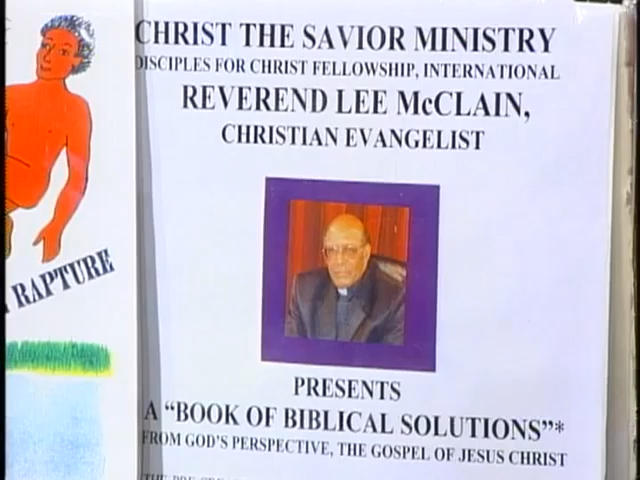 CHRIST THE SAVIOR MINISTRY
DISCIPLES FOR CHRIST FELLOWSHIP, INTERNATIONAL
REVEREND LEE McCLAIN,
CHRISTIAN EVANGELIST
RAPTURE
PRESENTS
A “BOOK OF BIBLICAL SOLUTIONS”*
FROM GOD'S PERSPECTIVE, THE GOSPEL OF JESUS CHRIST